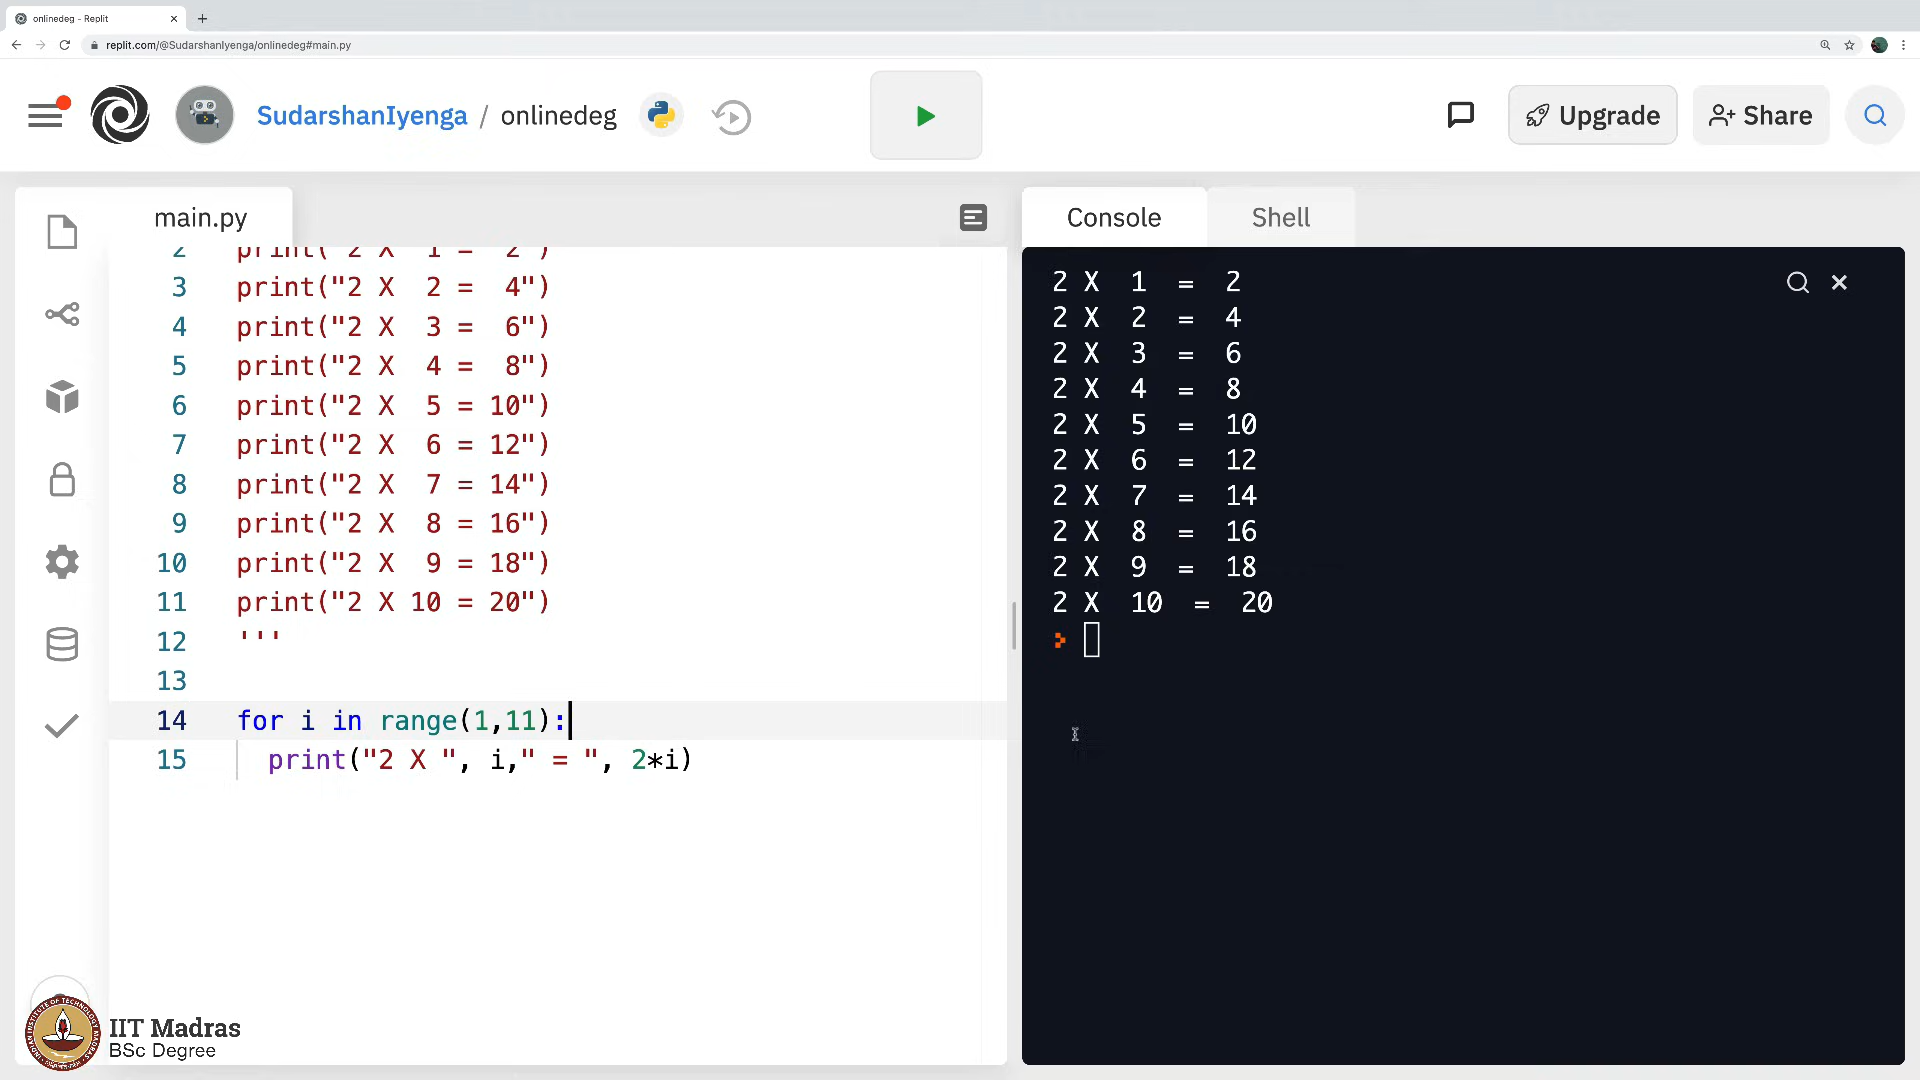 onlinedeg - Replit
replit.com/@SudarshanIyenga/onlinedeg#main.py
SudarshanIyenga / onlinedeg
Upgrade
Share
main.py
2 print("2 X  1 =  2")
3 print("2 X  2 =  4")
4 print("2 X  3 =  6")
5 print("2 X  4 =  8")
6 print("2 X  5 = 10")
7 print("2 X  6 = 12")
8 print("2 X  7 = 14")
9 print("2 X  8 = 16")
10 print("2 X  9 = 18")
11 print("2 X 10 = 20")
12 '''
13
14 for i in range(1,11):
15   print("2 X ", i," = ", 2*i)
Console
Shell
2 X  1  =  2
2 X  2  =  4
2 X  3  =  6
2 X  4  =  8
2 X  5  =  10
2 X  6  =  12
2 X  7  =  14
2 X  8  =  16
2 X  9  =  18
2 X  10  =  20
IIT Madras
BSc Degree